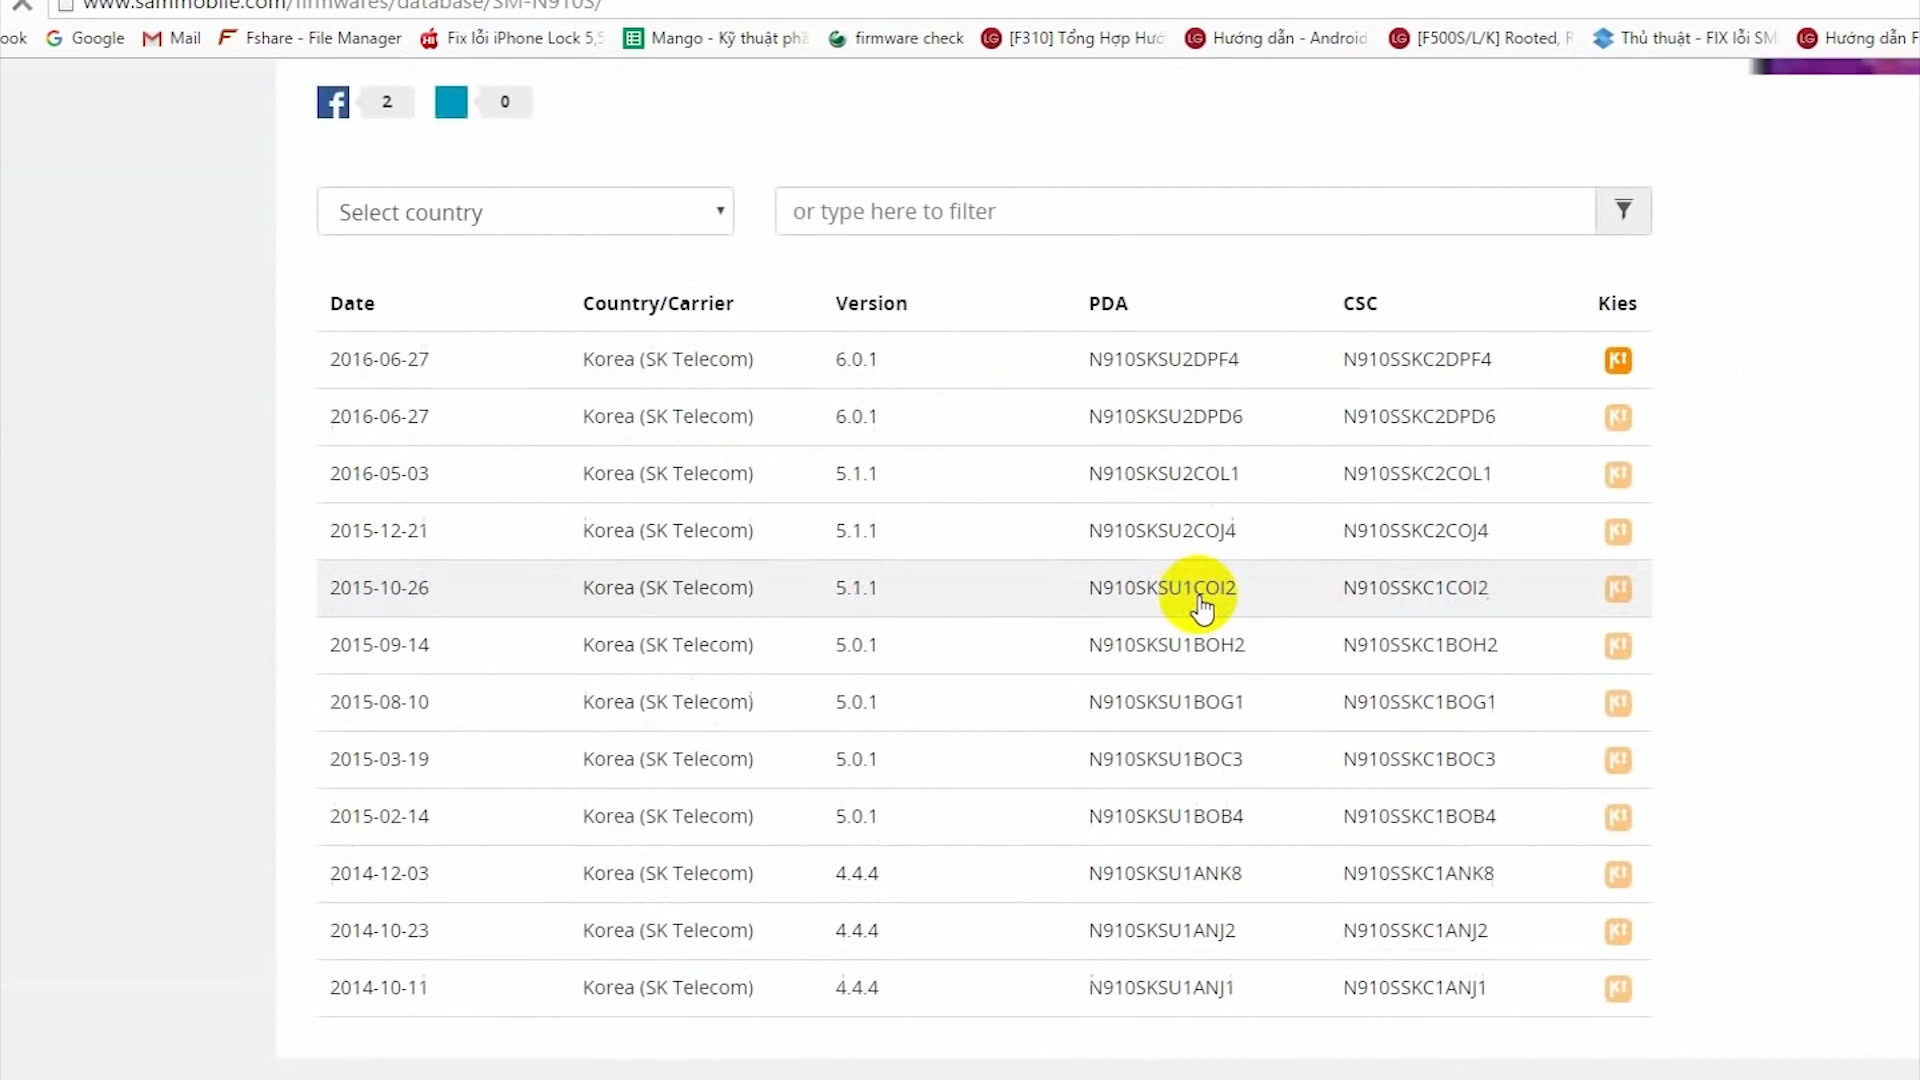 www.sammobile.com/firmwares/database/SM-N910S/
ook Google Mail Fshare - File Manager Fix lỗi iPhone Lock 5,5 Mango - Kỹ thuật phầ firmware check [F310] Tổng Hợp Hướ Hướng dẫn - Android [F500S/L/K] Rooted, R Thủ thuật - FIX lỗi SM Hướng dẫn F
2 0
Select country or type here to filter
Date Country/Carrier Version PDA CSC Kies
2016-06-27 Korea (SK Telecom) 6.0.1 N910SKSU2DPF4 N910SSKC2DPF4
2016-06-27 Korea (SK Telecom) 6.0.1 N910SKSU2DPD6 N910SSKC2DPD6
2016-05-03 Korea (SK Telecom) 5.1.1 N910SKSU2COL1 N910SSKC2COL1
2015-12-21 Korea (SK Telecom) 5.1.1 N910SKSU2COJ4 N910SSKC2COJ4
2015-10-26 Korea (SK Telecom) 5.1.1 N910SKSU1COI2 N910SSKC1COI2
2015-09-14 Korea (SK Telecom) 5.0.1 N910SKSU1BOH2 N910SSKC1BOH2
2015-08-10 Korea (SK Telecom) 5.0.1 N910SKSU1BOG1 N910SSKC1BOG1
2015-03-19 Korea (SK Telecom) 5.0.1 N910SKSU1BOC3 N910SSKC1BOC3
2015-02-14 Korea (SK Telecom) 5.0.1 N910SKSU1BOB4 N910SSKC1BOB4
2014-12-03 Korea (SK Telecom) 4.4.4 N910SKSU1ANK8 N910SSKC1ANK8
2014-10-23 Korea (SK Telecom) 4.4.4 N910SKSU1ANJ2 N910SSKC1ANJ2
2014-10-11 Korea (SK Telecom) 4.4.4 N910SKSU1ANJ1 N910SSKC1ANJ1